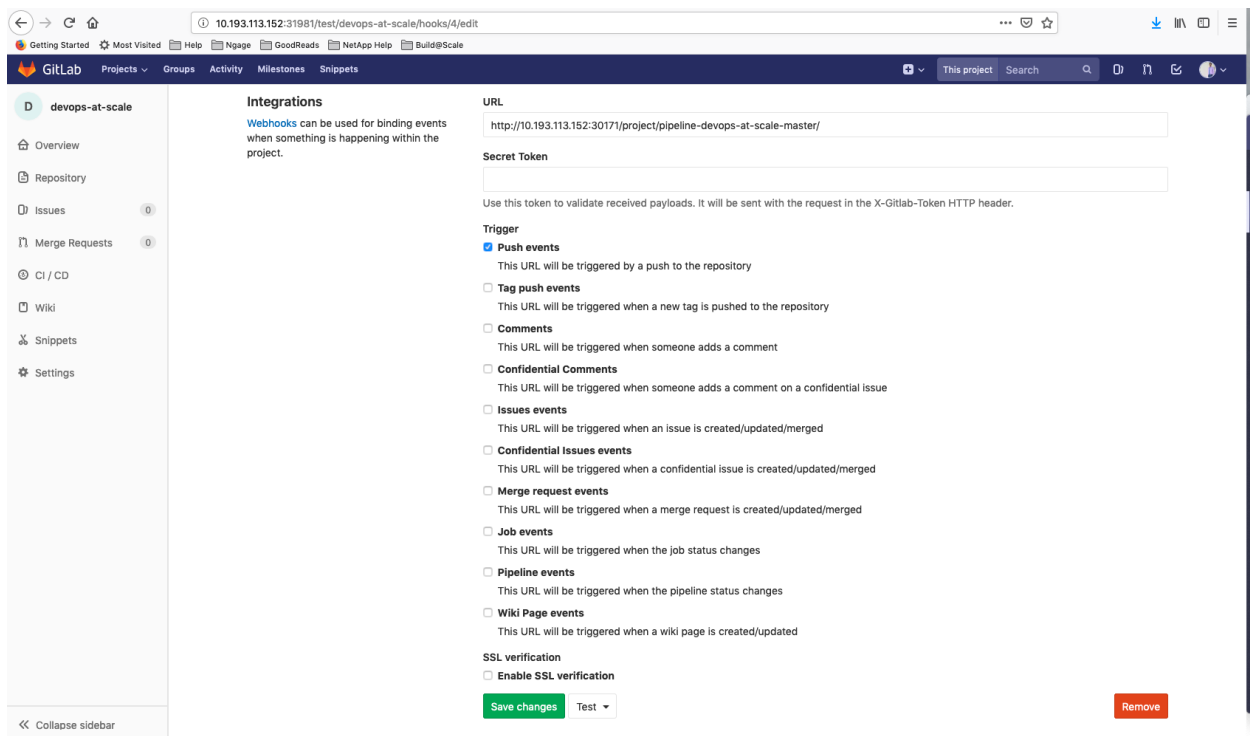 10.193.113.152:31981/test/devops-at-scale/hooks/4/edit
Getting Started Most Visited Help Ngage GoodReads NetApp Help Build@Scale
GitLab Projects Groups Activity Milestones Snippets This project Search
D devops-at-scale
Overview
Repository
Issues 0
Merge Requests 0
CI / CD
Wiki
Snippets
Settings
Collapse sidebar
Integrations
Webhooks can be used for binding events
when something is happening within the
project.
URL
http://10.193.113.152:30171/project/pipeline-devops-at-scale-master/
Secret Token
Use this token to validate received payloads. It will be sent with the request in the X-Gitlab-Token HTTP header.
Trigger
Push events
This URL will be triggered by a push to the repository
Tag push events
This URL will be triggered when a new tag is pushed to the repository
Comments
This URL will be triggered when someone adds a comment
Confidential Comments
This URL will be triggered when someone adds a comment on a confidential issue
Issues events
This URL will be triggered when an issue is created/updated/merged
Confidential Issues events
This URL will be triggered when a confidential issue is created/updated/merged
Merge request events
This URL will be triggered when a merge request is created/updated/merged
Job events
This URL will be triggered when the job status changes
Pipeline events
This URL will be triggered when the pipeline status changes
Wiki Page events
This URL will be triggered when a wiki page is created/updated
SSL verification
Enable SSL verification
Save changes Test Remove